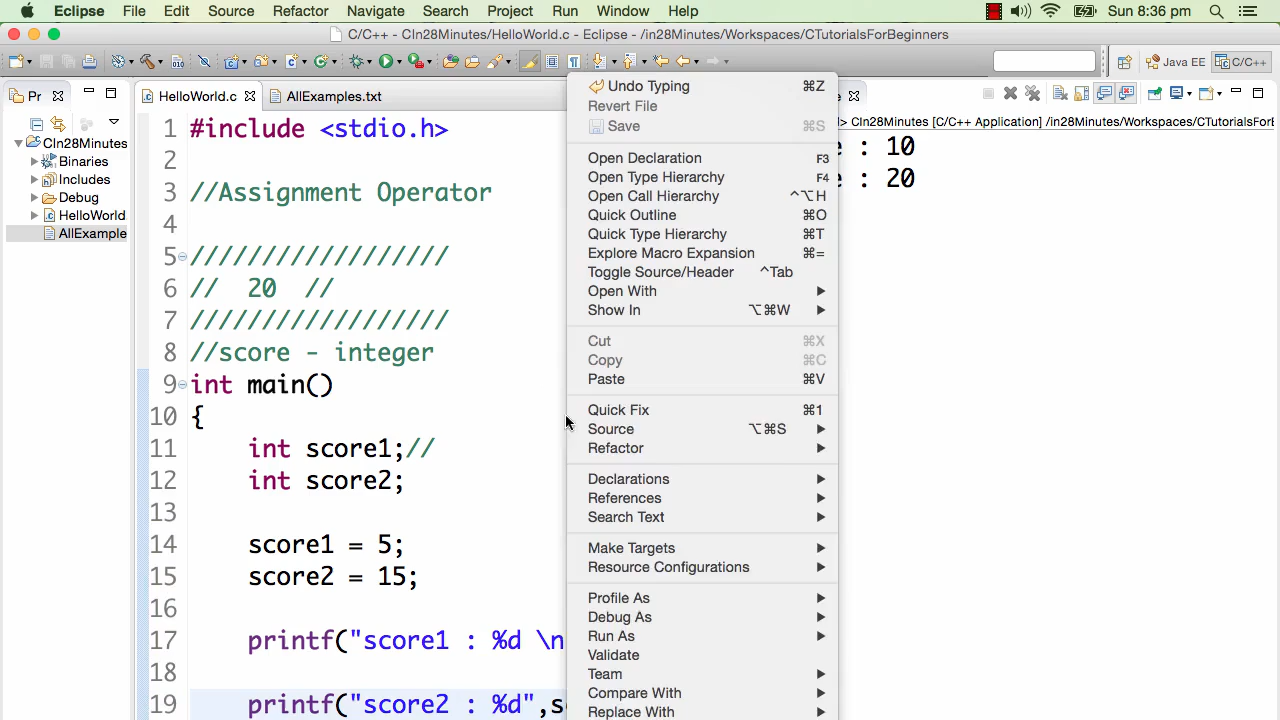 Eclipse File Edit Source Refactor Navigate Search Project Run Window Help Sun 8:36 pm
C/C++ - CIn28Minutes/HelloWorld.c - Eclipse - /in28Minutes/Workspaces/CTutorialsForBeginners
Java EE C/C++
Pr HelloWorld.c AllExamples.txt
CIn28Minutes [C/C++ Application] /in28Minutes/Workspaces/CTutorialsForB
CIn28Minutes
Binaries
Includes
Debug
HelloWorld
AllExample
1 #include <stdio.h>
2
3 //Assignment Operator
4
5 //////////////////
6 //  20  //
7 //////////////////
8 //score - integer
9 int main()
10 {
11 int score1;//
12 int score2;
13
14 score1 = 5;
15 score2 = 15;
16
17 printf("score1 : %d \n
18
19 printf("score2 : %d",s
Undo Typing ⌘Z
Revert File
Save ⌘S
Open Declaration F3
Open Type Hierarchy F4
Open Call Hierarchy ^⌥H
Quick Outline ⌘O
Quick Type Hierarchy ⌘T
Explore Macro Expansion ⌘=
Toggle Source/Header ^Tab
Open With
Show In ⌥⌘W
Cut ⌘X
Copy ⌘C
Paste ⌘V
Quick Fix ⌘1
Source ⌥⌘S
Refactor
Declarations
References
Search Text
Make Targets
Resource Configurations
Profile As
Debug As
Run As
Validate
Team
Compare With
Replace With
e : 10
e : 20